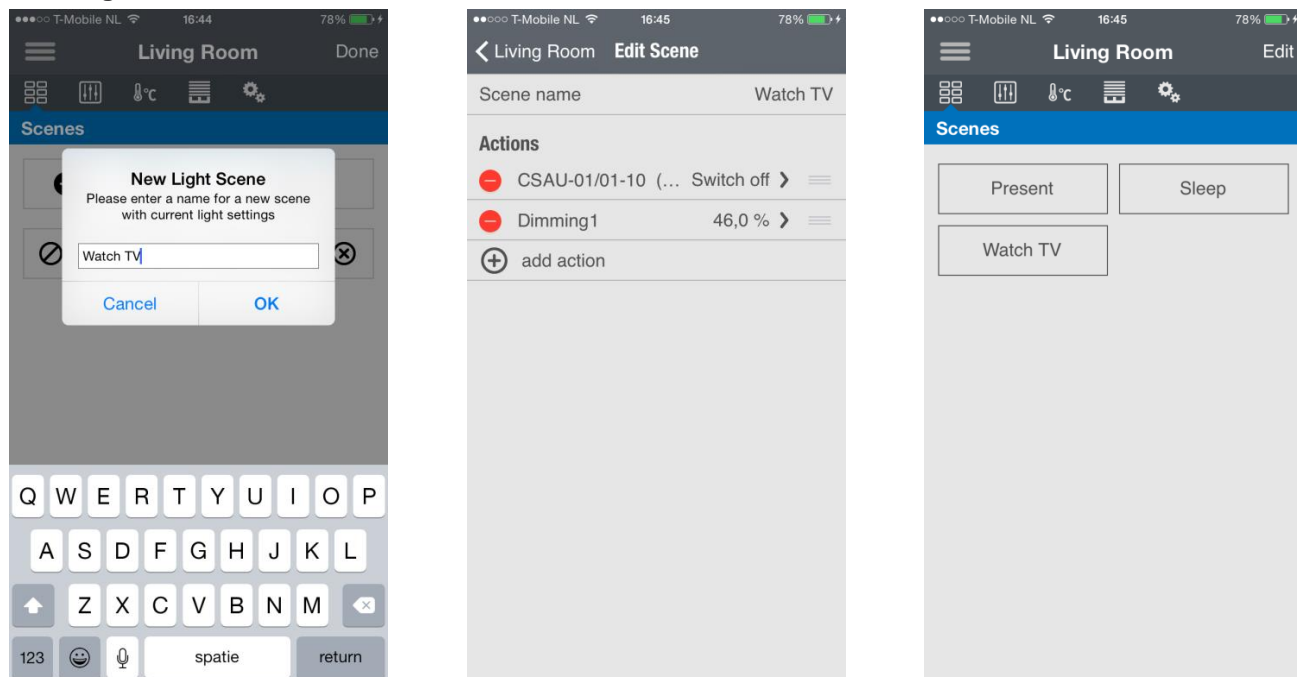 T-Mobile NL 16:44 78%
Living Room Done
°C
Scenes
New Light Scene
Please enter a name for a new scene
with current light settings
Watch TV
Cancel OK
Q W E R T Y U I O P
A S D F G H J K L
Z X C V B N M
123 spatie return
T-Mobile NL 16:45 78%
Living Room Edit Scene
Scene name Watch TV
Actions
CSAU-01/01-10 (... Switch off
Dimming1 46,0 %
add action
T-Mobile NL 16:45 78%
Living Room Edit
°C
Scenes
Present Sleep
Watch TV